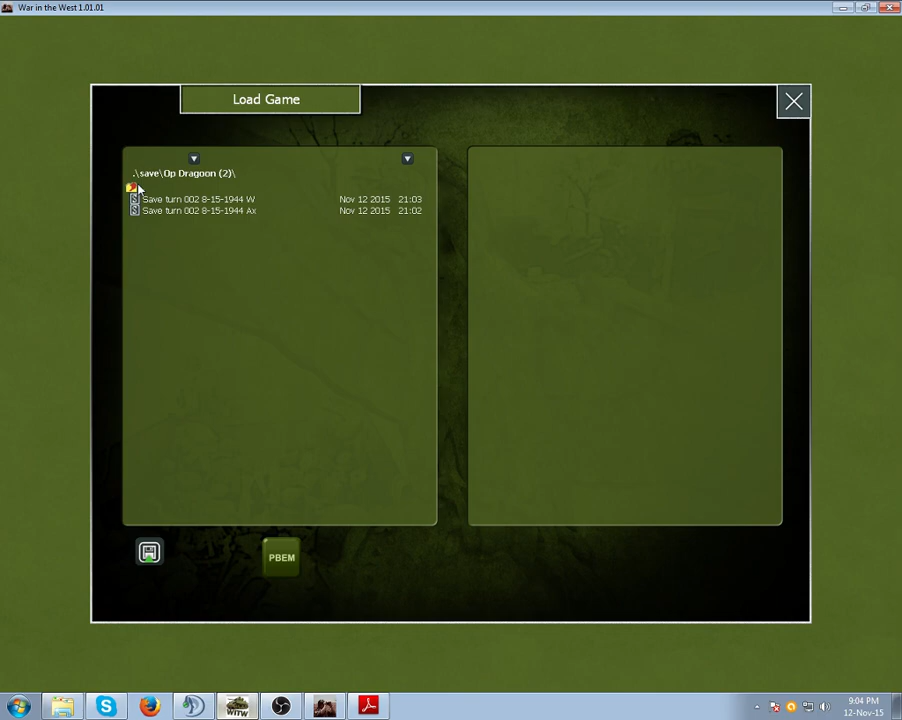 War in the West 1.01.01
Load Game
.\save\Op Dragoon (2)\
Save turn 002 8-15-1944 W Nov 12 2015 21:03
Save turn 002 8-15-1944 Ax Nov 12 2015 21:02
PBEM
WITW
9:04 PM
12-Nov-15